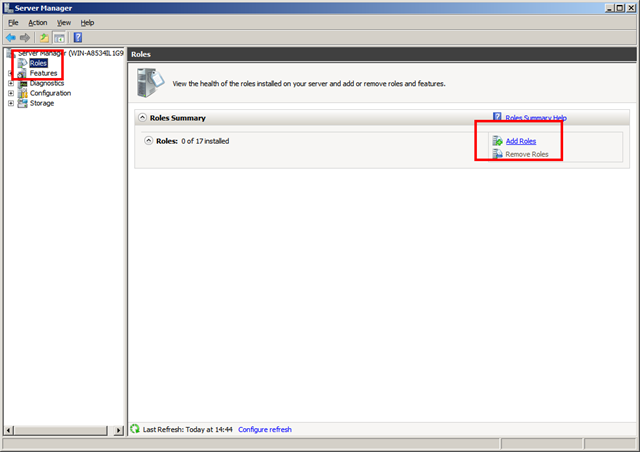 Server Manager
File Action View Help
Server Manager (WIN-A8534IL1G9
Roles
Features
Diagnostics
Configuration
Storage
Roles
View the health of the roles installed on your server and add or remove roles and features.
Roles Summary
Roles Summary Help
Roles: 0 of 17 installed
Add Roles
Remove Roles
Last Refresh: Today at 14:44 Configure refresh